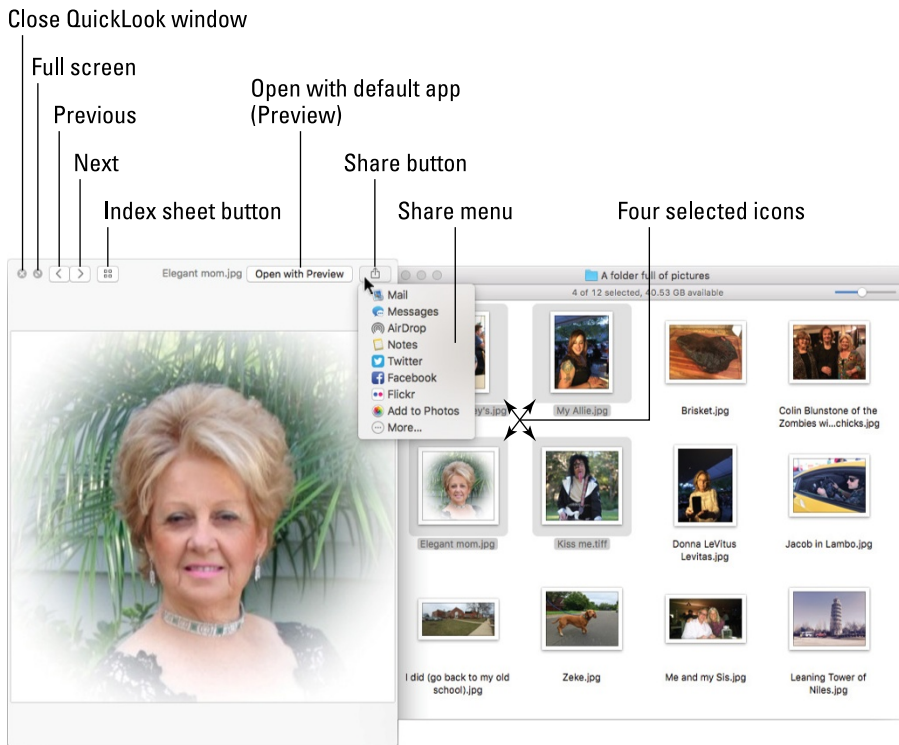 Close QuickLook window
Full screen
Open with default app
(Preview)
Previous
Next
Share button
Index sheet button
Share menu
Four selected icons
Elegant mom.jpg
Open with Preview
A folder full of pictures
4 of 12 selected, 40.53 GB available
Mail
Messages
AirDrop
Notes
Twitter
Facebook
Flickr
Add to Photos
More...
My Allie.jpg
Brisket.jpg
Colin Blunstone of the
Zombies wi...chicks.jpg
Elegant mom.jpg
Kiss me.tiff
Donna LeVitus
Levitas.jpg
Jacob in Lambo.jpg
I did (go back to my old
school).jpg
Zeke.jpg
Me and my Sis.jpg
Leaning Tower of
Niles.jpg